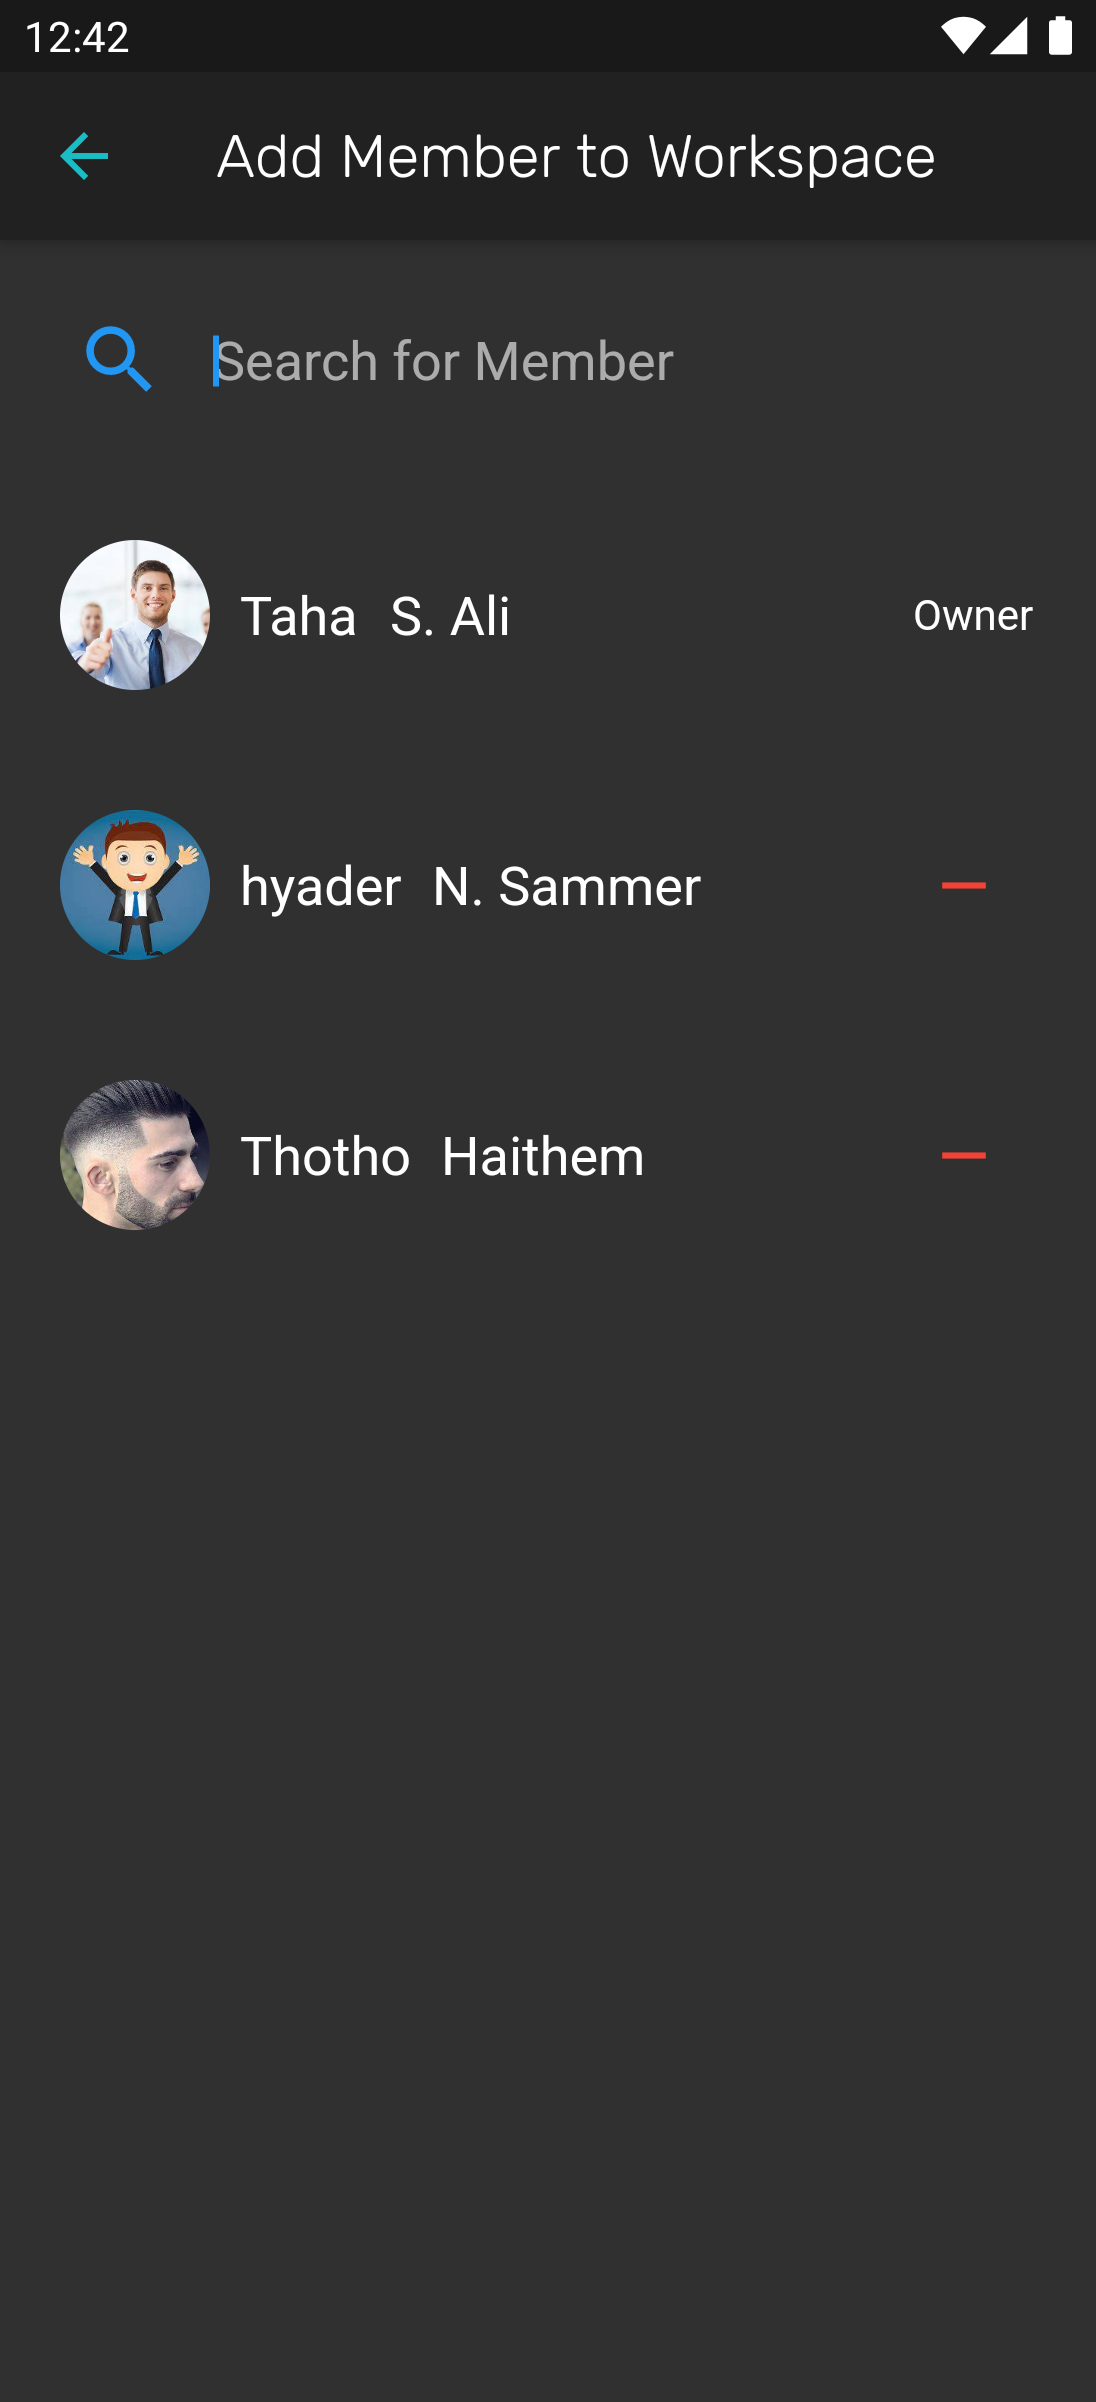 12:42
Add Member to Workspace
Search for Member
Taha S. Ali
Owner
hyader N. Sammer
Thotho Haithem